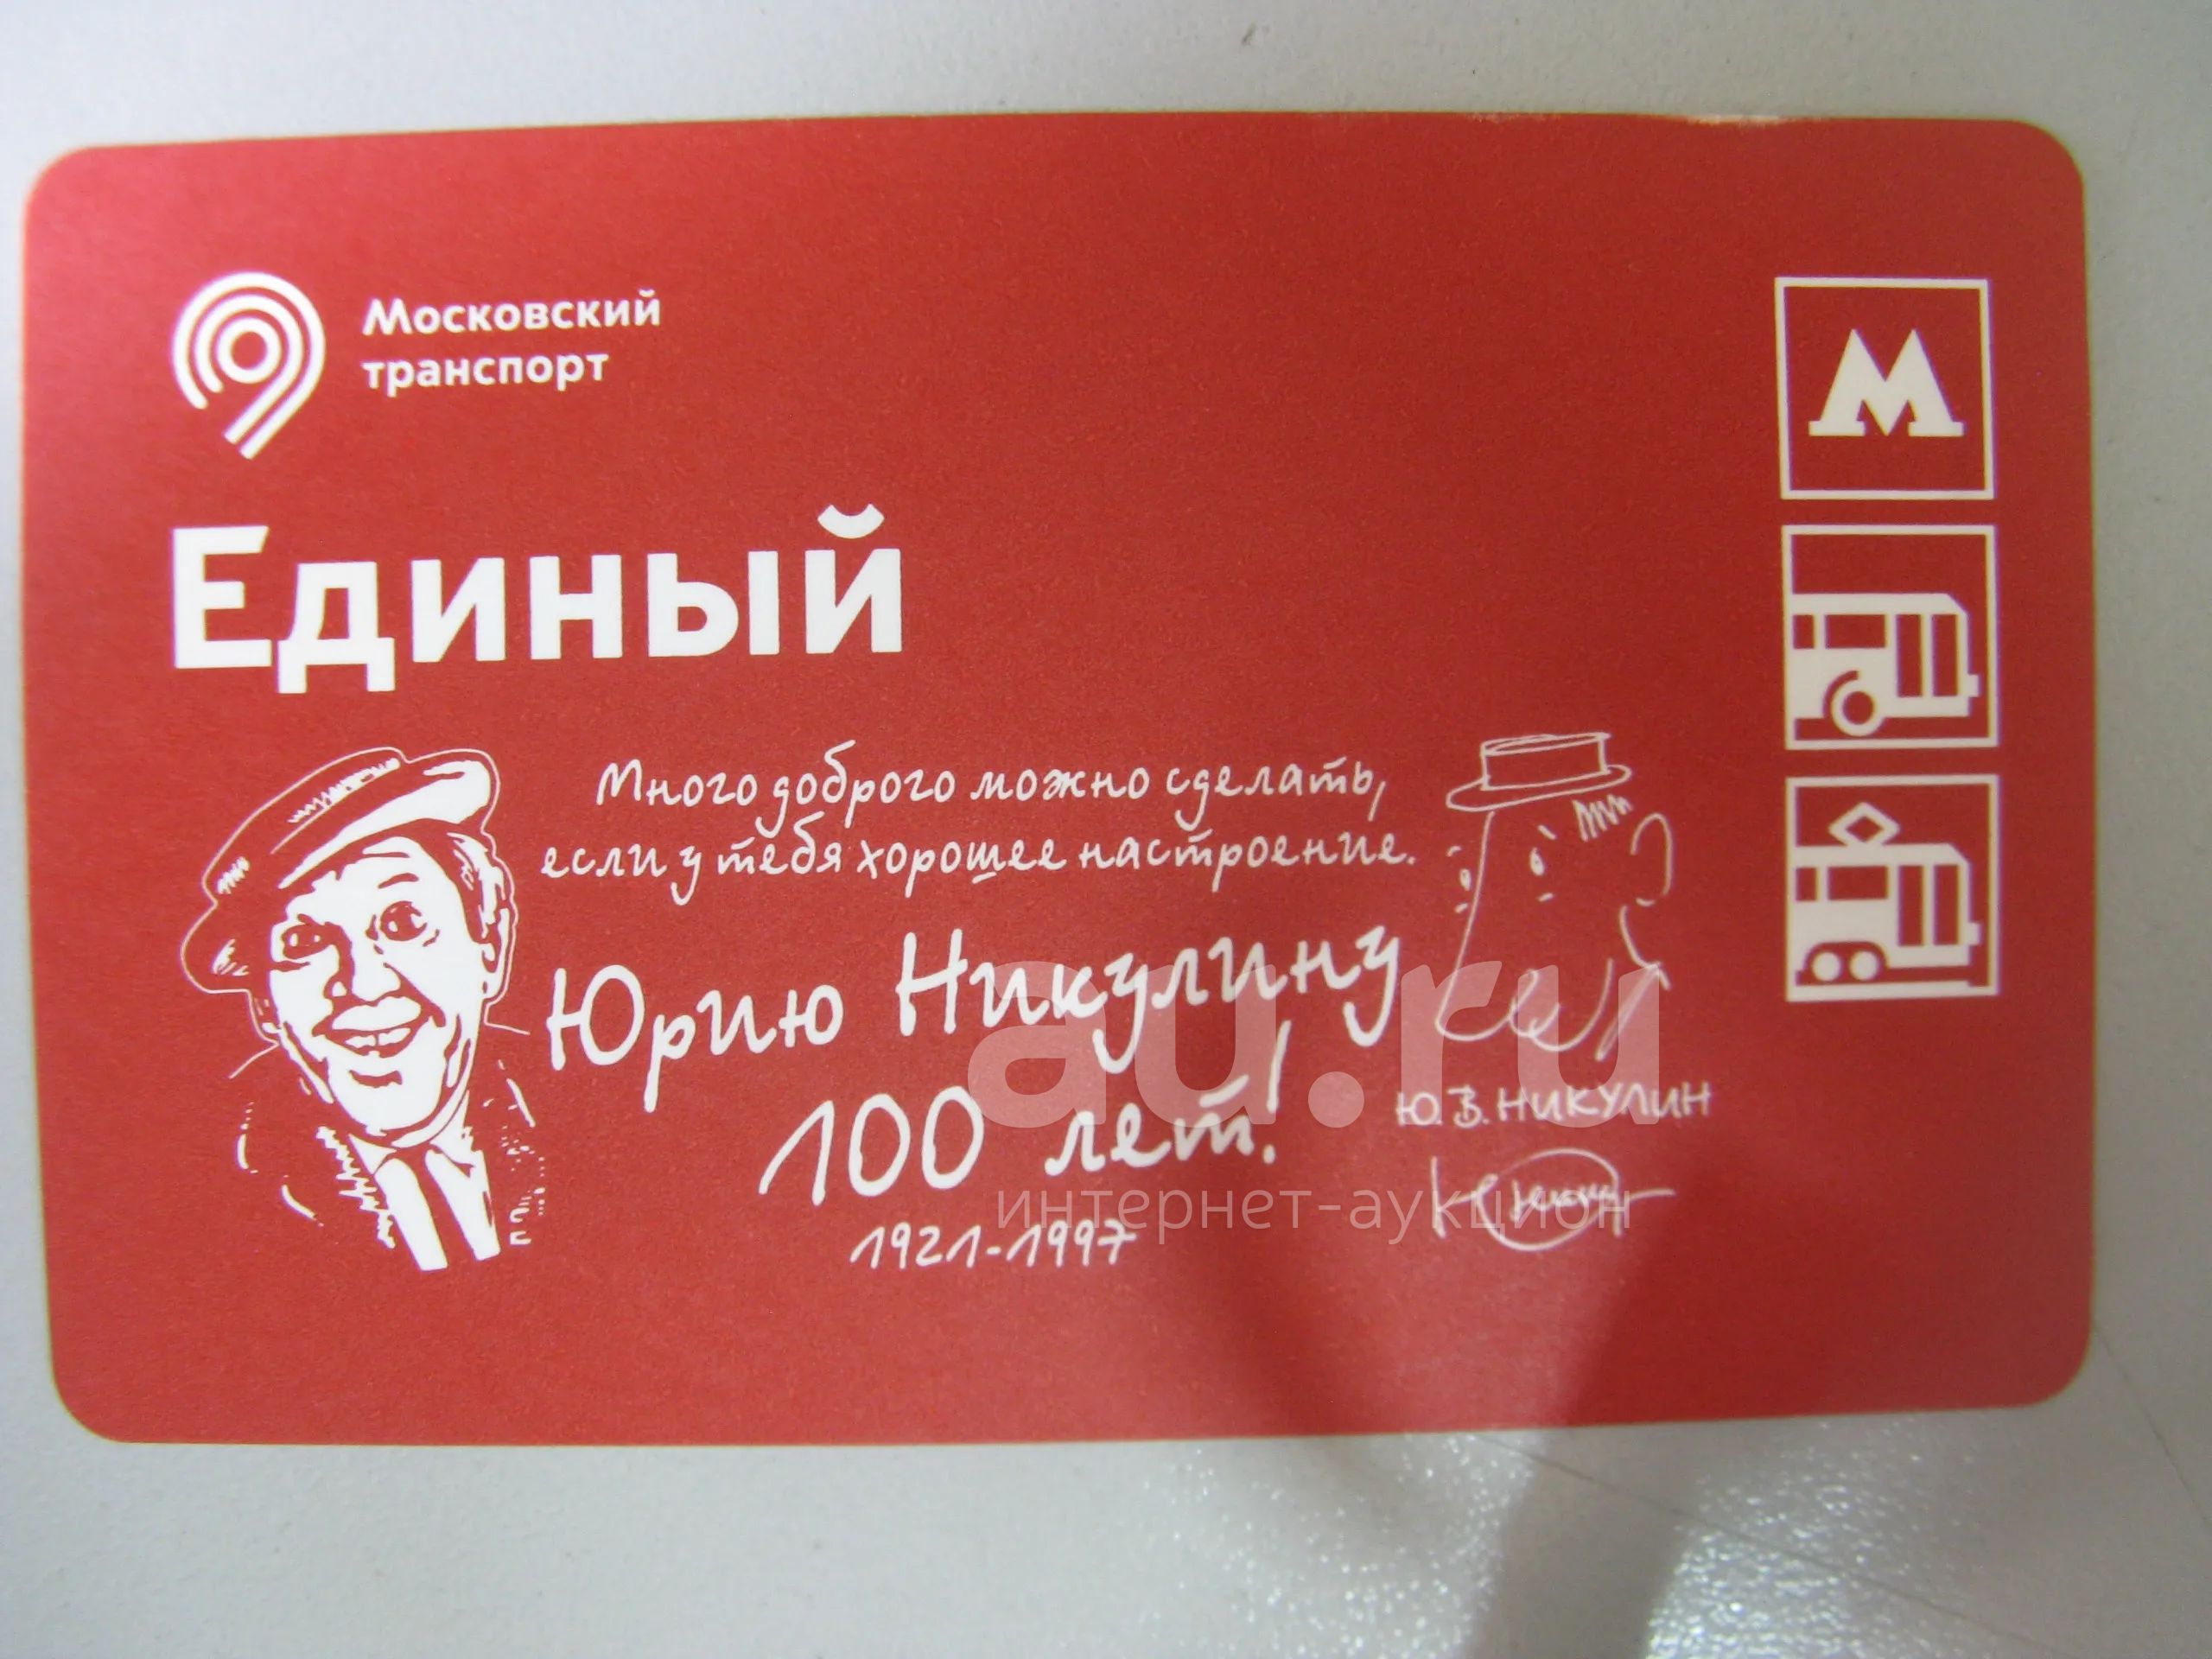 Московский
транспорт
Единый
М
Много доброго можно сделать,
если у тебя хорошее настроение.
Юрию Никулину
100 лет!
1921-1997
Ю.В.НИКУЛИН
au.ru
интернет-аукцион